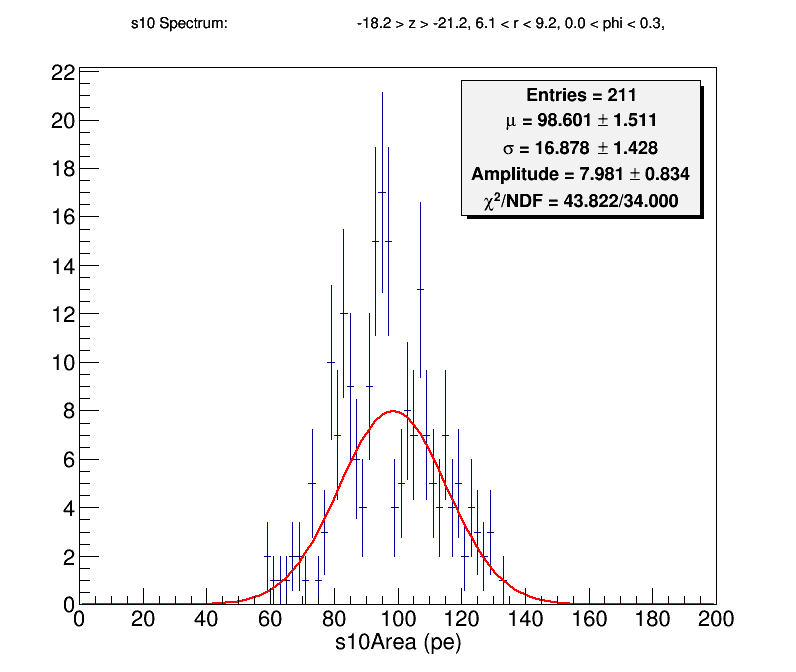 s10 Spectrum: -18.2 > z > -21.2, 6.1 < r < 9.2, 0.0 < phi < 0.3,
Entries = 211
μ = 98.601 ± 1.511
σ = 16.878 ± 1.428
Amplitude = 7.981 ± 0.834
χ²/NDF = 43.822/34.000
22
20
18
16
14
12
10
8
6
4
2
0
0 20 40 60 80 100 120 140 160 180 200
s10Area (pe)